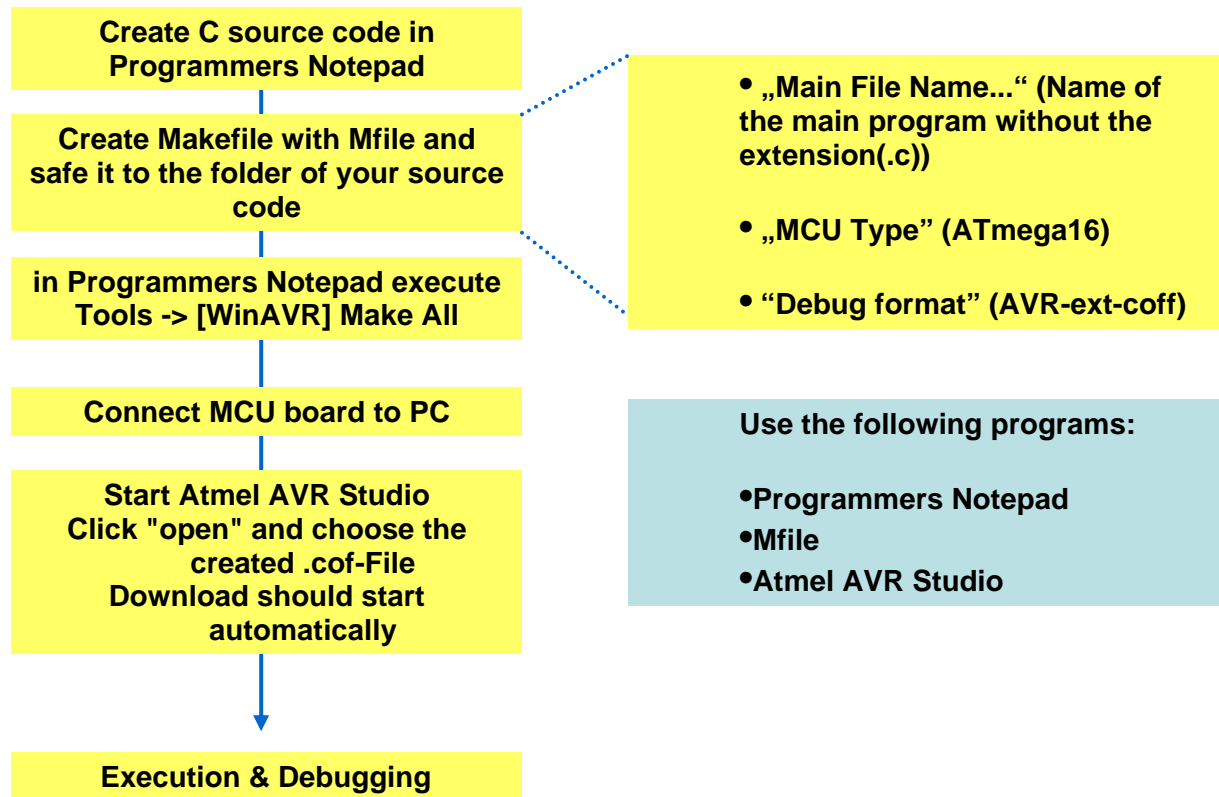 Create C source code in
Programmers Notepad
Create Makefile with Mfile and
safe it to the folder of your source
code
in Programmers Notepad execute
Tools -> [WinAVR] Make All
Connect MCU board to PC
Start Atmel AVR Studio
Click "open" and choose the
created .cof-File
Download should start
automatically
Execution & Debugging
• „Main File Name...“ (Name of
the main program without the
extension(.c))
• „MCU Type” (ATmega16)
• “Debug format” (AVR-ext-coff)
Use the following programs:
•Programmers Notepad
•Mfile
•Atmel AVR Studio